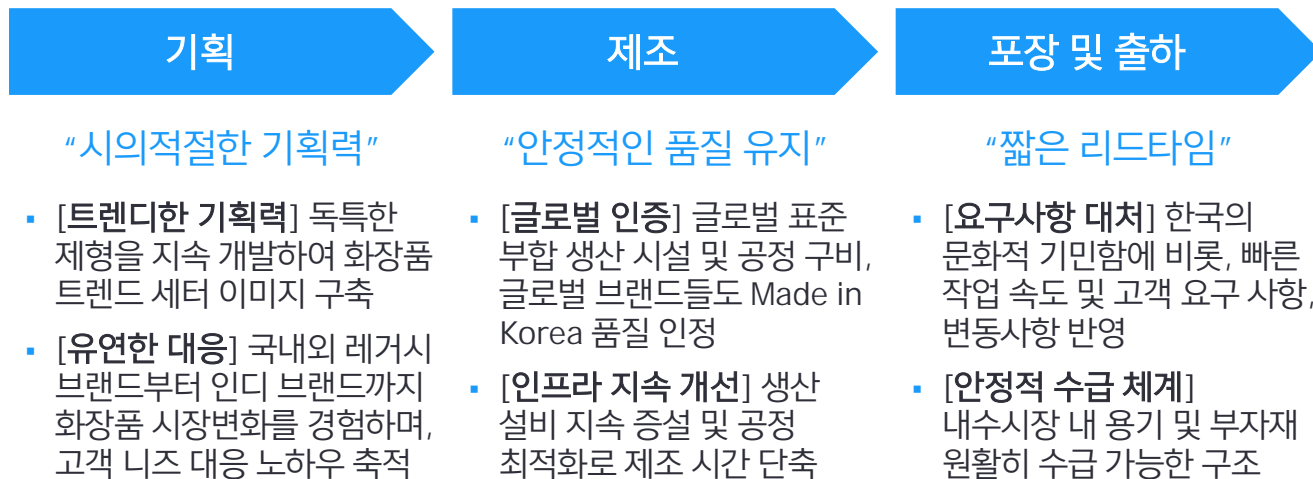 기획
“시의적절한 기획력”
▪ [트렌디한 기획력] 독특한
제형을 지속 개발하여 화장품
트렌드 세터 이미지 구축
▪ [유연한 대응] 국내외 레거시
브랜드부터 인디 브랜드까지
화장품 시장변화를 경험하며,
고객 니즈 대응 노하우 축적
제조
“안정적인 품질 유지”
▪ [글로벌 인증] 글로벌 표준
부합 생산 시설 및 공정 구비,
글로벌 브랜드들도 Made in
Korea 품질 인정
▪ [인프라 지속 개선] 생산
설비 지속 증설 및 공정
최적화로 제조 시간 단축
포장 및 출하
“짧은 리드타임”
▪ [요구사항 대처] 한국의
문화적 기민함에 비롯, 빠른
작업 속도 및 고객 요구 사항,
변동사항 반영
▪ [안정적 수급 체계]
내수시장 내 용기 및 부자재
원활히 수급 가능한 구조